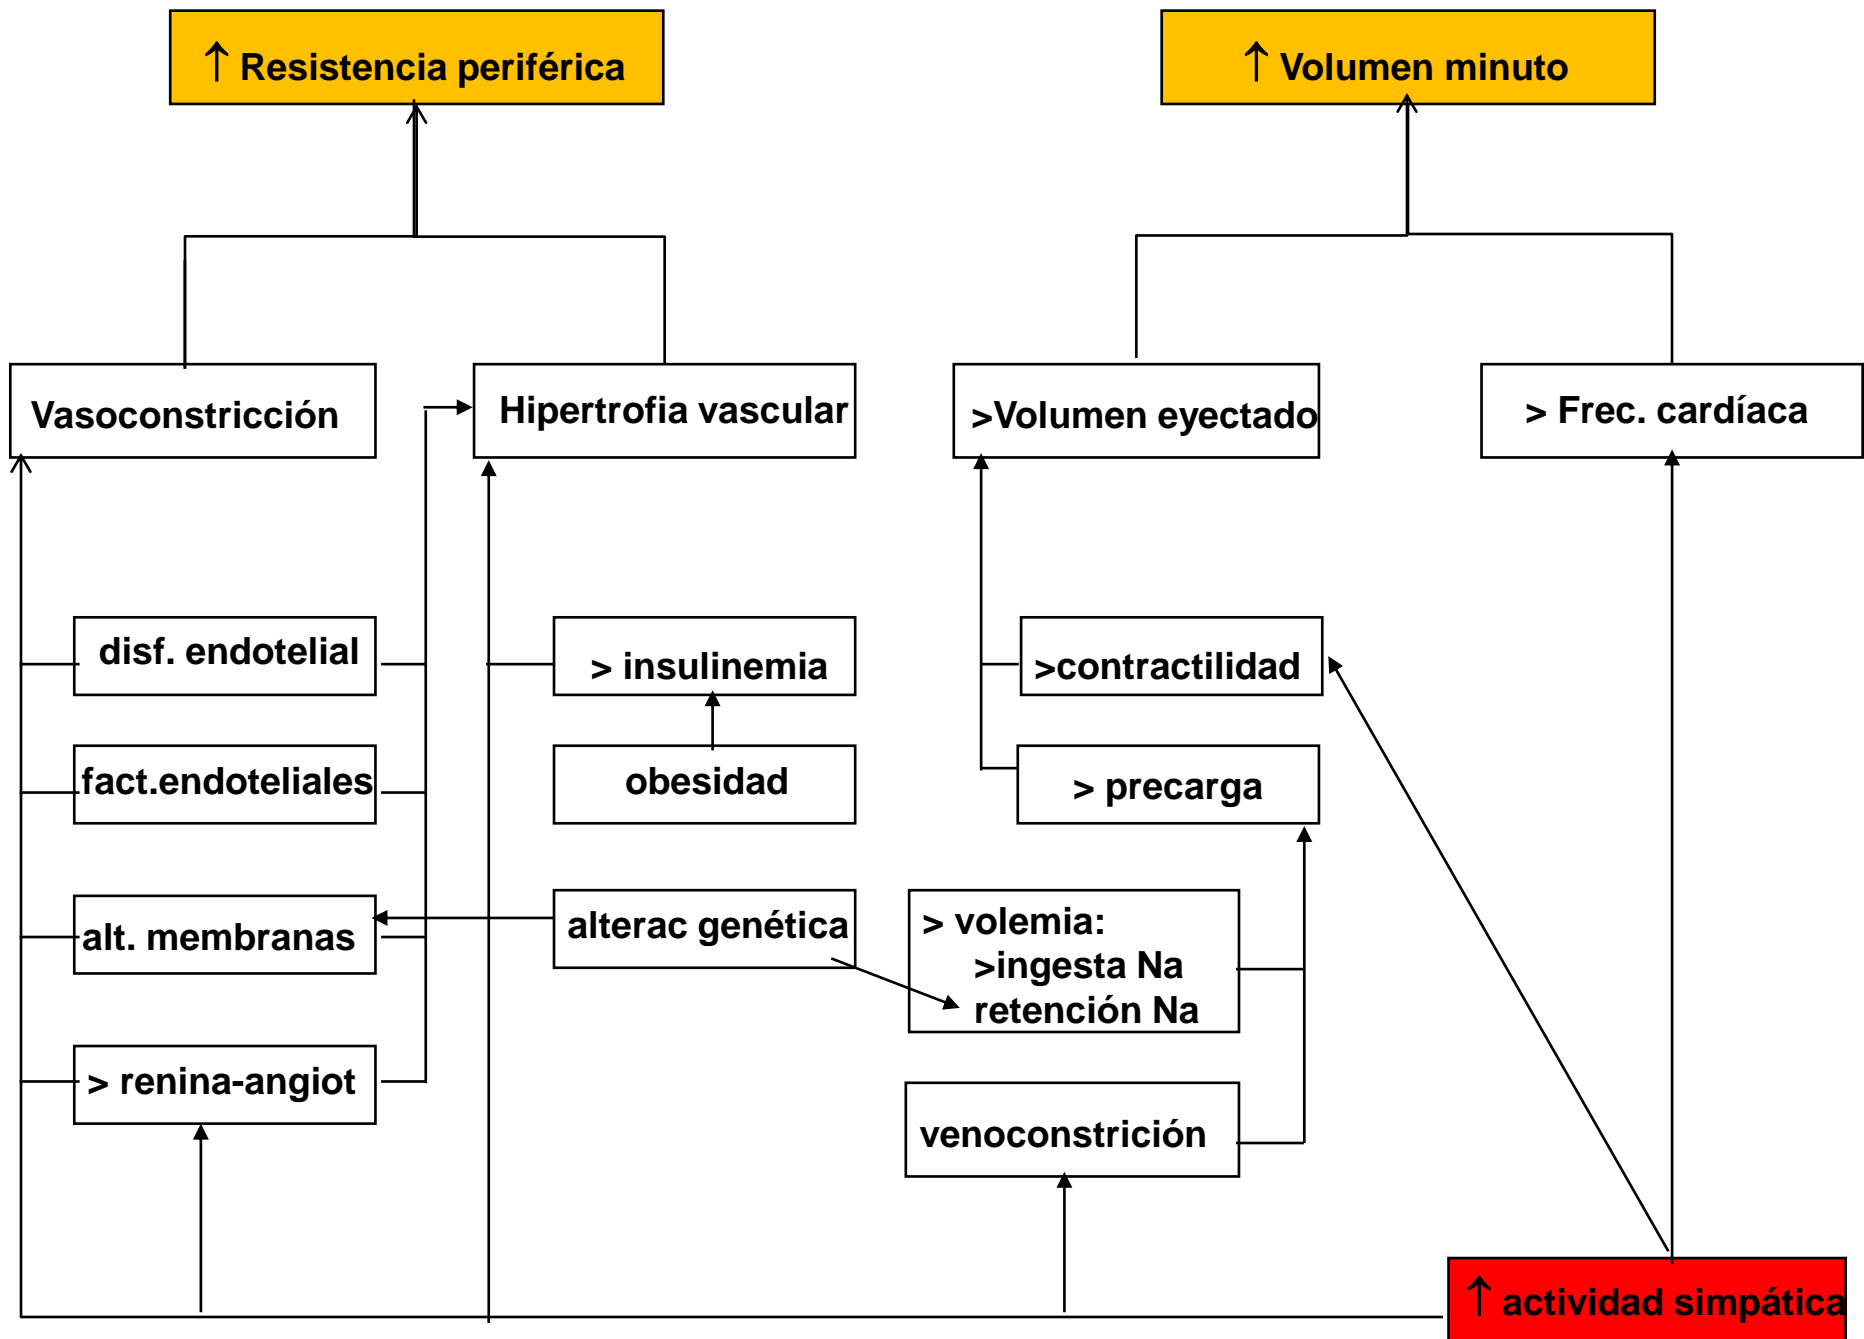 ↑ Resistencia periférica
↑ Volumen minuto
Vasoconstricción
Hipertrofia vascular
>Volumen eyectado
> Frec. cardíaca
disf. endotelial
> insulinemia
>contractilidad
fact.endoteliales
obesidad
> precarga
alt. membranas
alterac genética
> volemia:
>ingesta Na
retención Na
> renina-angiot
venoconstrición
↑ actividad simpática